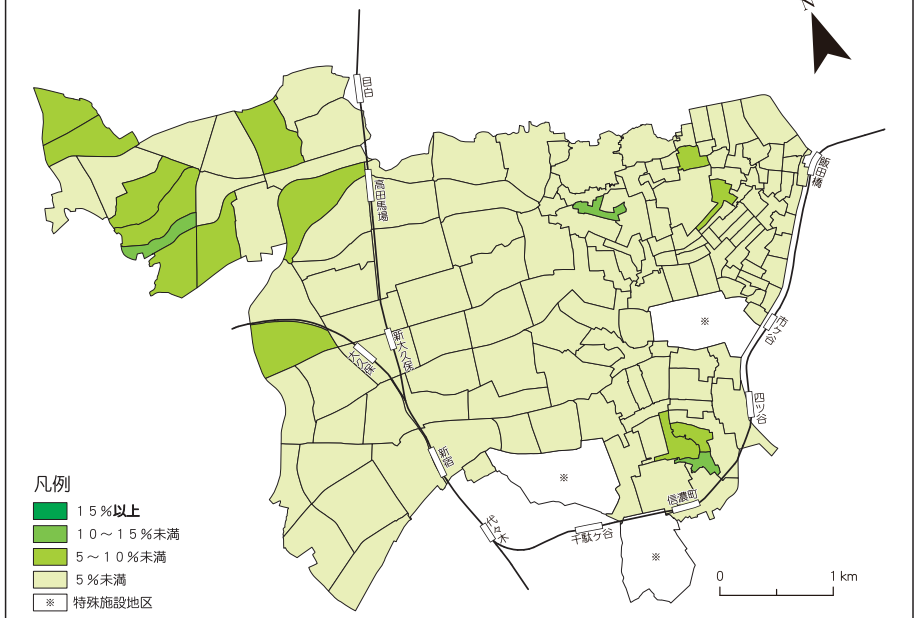 N
目白
高田馬場
飯田橋
新大久保
大久保
※
市ケ谷
四ツ谷
新宿
※
信濃町
代々木
千駄ケ谷
※
凡例
15%以上
10～15%未満
5～10%未満
5%未満
※ 特殊施設地区
0 1 km